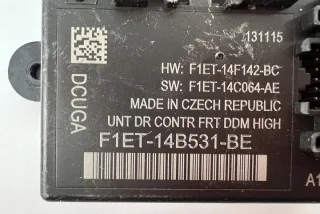 131115
DCUGA
HW: F1ET-14F142-BC
SW: F1ET-14C064-AE
MADE IN CZECH REPUBLIC
UNT DR CONTR FRT DDM HIGH
F1ET-14B531-BE
A1